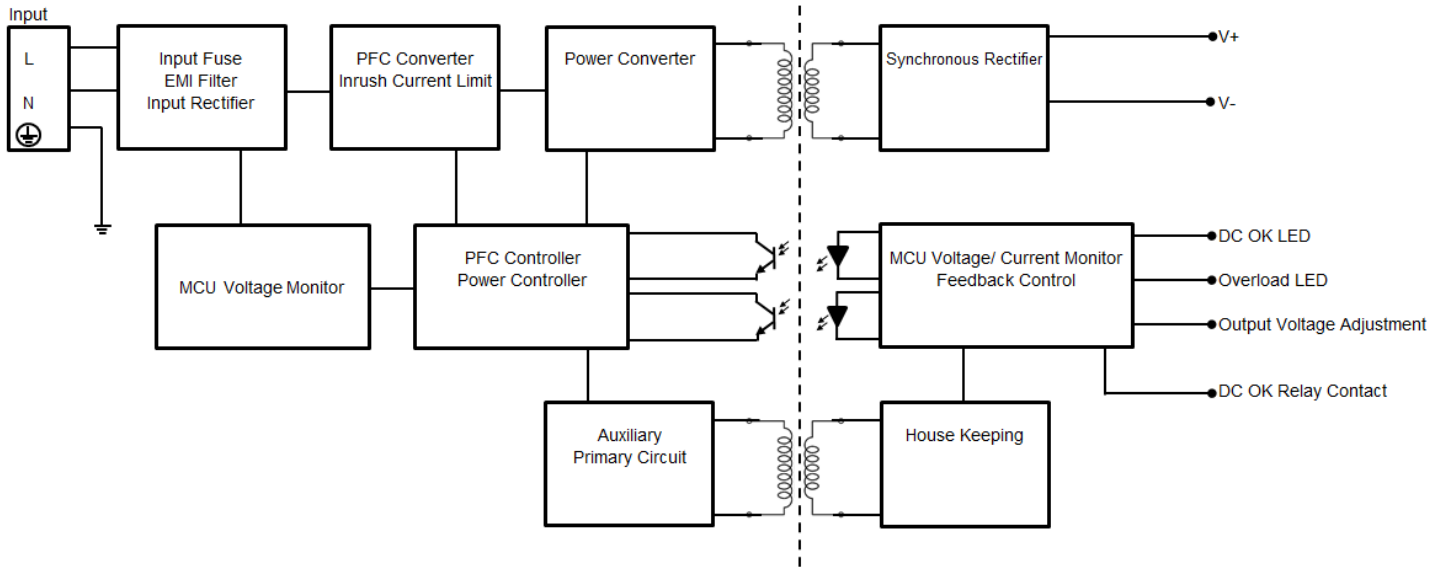 Input
L
N
Input Fuse
EMI Filter
Input Rectifier
PFC Converter
Inrush Current Limit
Power Converter
Synchronous Rectifier
V+
V-
MCU Voltage Monitor
PFC Controller
Power Controller
MCU Voltage/ Current Monitor
Feedback Control
DC OK LED
Overload LED
Output Voltage Adjustment
DC OK Relay Contact
Auxiliary
Primary Circuit
House Keeping